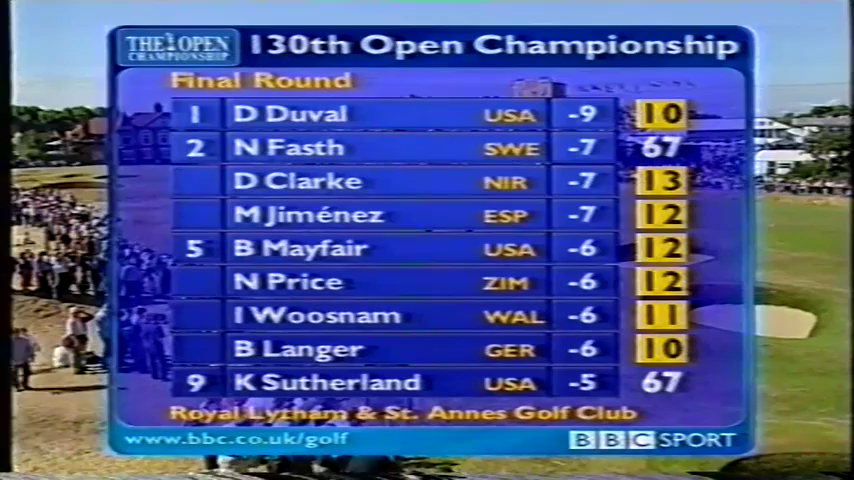 THE OPEN
CHAMPIONSHIP
130th Open Championship
Final Round
1 D Duval USA -9 10
2 N Fasth SWE -7 67
D Clarke NIR -7 13
M Jiménez ESP -7 12
5 B Mayfair USA -6 12
N Price ZIM -6 12
I Woosnam WAL -6 11
B Langer GER -6 10
9 K Sutherland USA -5 67
Royal Lytham & St. Annes Golf Club
www.bbc.co.uk/golf BBC SPORT